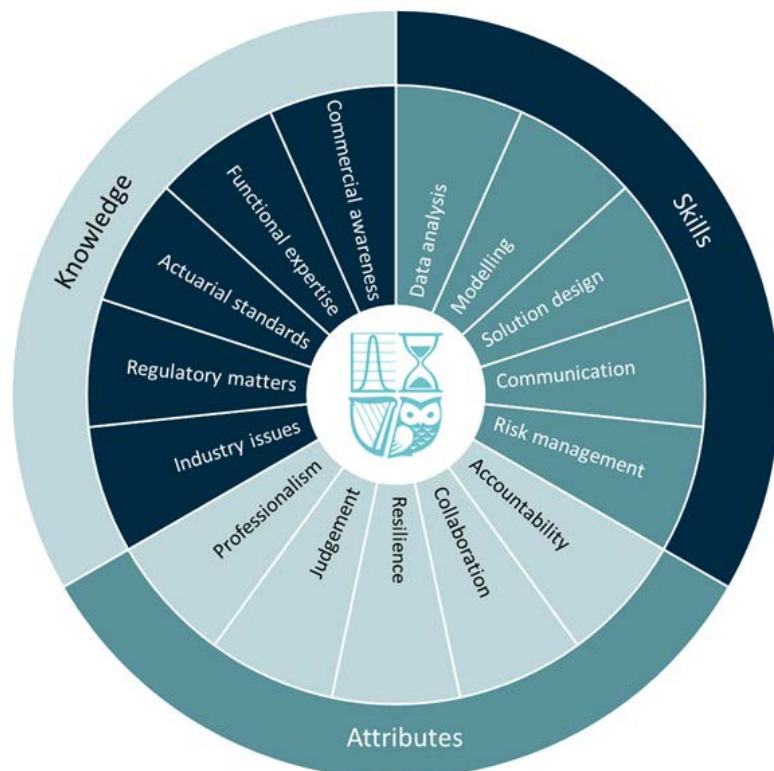 Knowledge
Commercial awareness
Functional expertise
Actuarial standards
Regulatory matters
Industry issues
Skills
Data analysis
Modelling
Solution design
Communication
Risk management
Attributes
Accountability
Collaboration
Resilience
Judgement
Professionalism